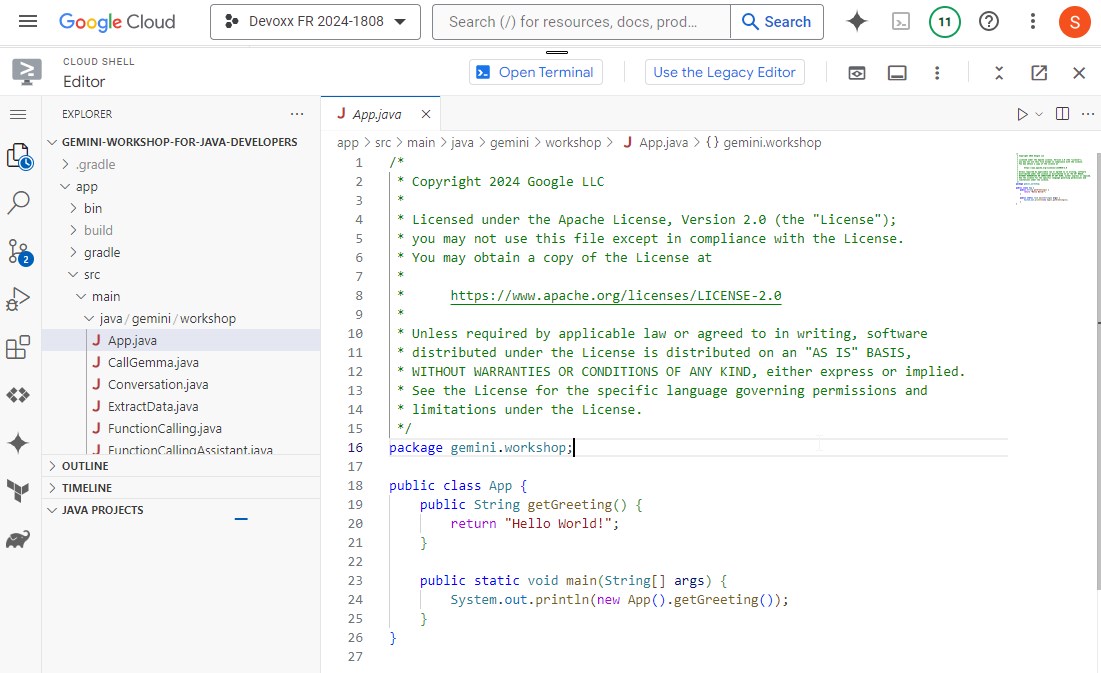 Google Cloud
Devoxx FR 2024-1808
Search (/) for resources, docs, prod...
Search
11
S
CLOUD SHELL
Editor
Open Terminal
Use the Legacy Editor
EXPLORER
GEMINI-WORKSHOP-FOR-JAVA-DEVELOPERS
.gradle
app
bin
build
gradle
src
main
java / gemini / workshop
J App.java
J CallGemma.java
J Conversation.java
J ExtractData.java
J FunctionCalling.java
J FunctionCallingAssistant.java
OUTLINE
TIMELINE
JAVA PROJECTS
2
J App.java
app > src > main > java > gemini > workshop > J App.java > {} gemini.workshop
1 /*
2 * Copyright 2024 Google LLC
3 *
4 * Licensed under the Apache License, Version 2.0 (the "License");
5 * you may not use this file except in compliance with the License.
6 * You may obtain a copy of the License at
7 *
8 * https://www.apache.org/licenses/LICENSE-2.0
9 *
10 * Unless required by applicable law or agreed to in writing, software
11 * distributed under the License is distributed on an "AS IS" BASIS,
12 * WITHOUT WARRANTIES OR CONDITIONS OF ANY KIND, either express or implied.
13 * See the License for the specific language governing permissions and
14 * limitations under the License.
15 */
16 package gemini.workshop;
17
18 public class App {
19 public String getGreeting() {
20 return "Hello World!";
21 }
22
23 public static void main(String[] args) {
24 System.out.println(new App().getGreeting());
25 }
26 }
27